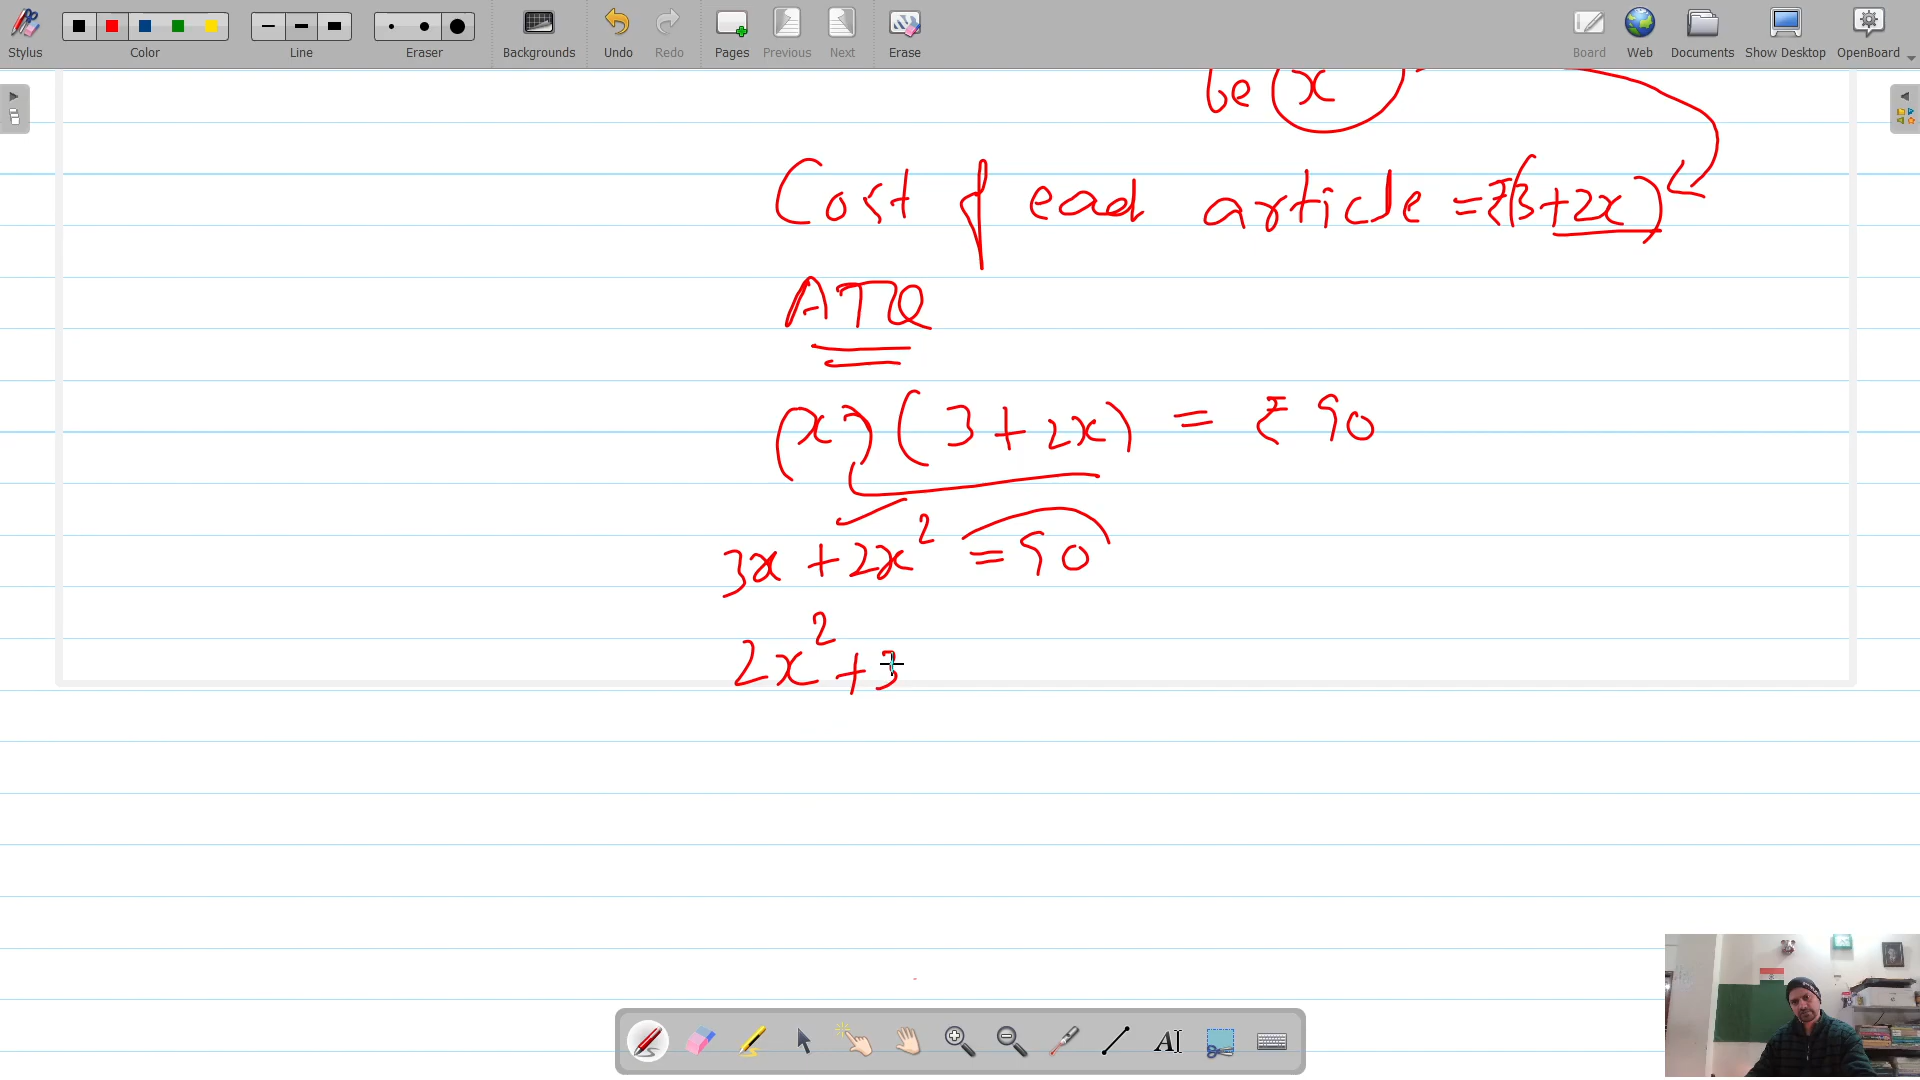 Stylus Color Line Eraser Backgrounds Undo Redo Pages Previous Next Erase Board Web Documents Show Desktop OpenBoard
be (x)
Cost of each article = ₹(3+2x)
ATQ
(x)(3+2x) = ₹ 90
3x+2x² = 90
2x²+3